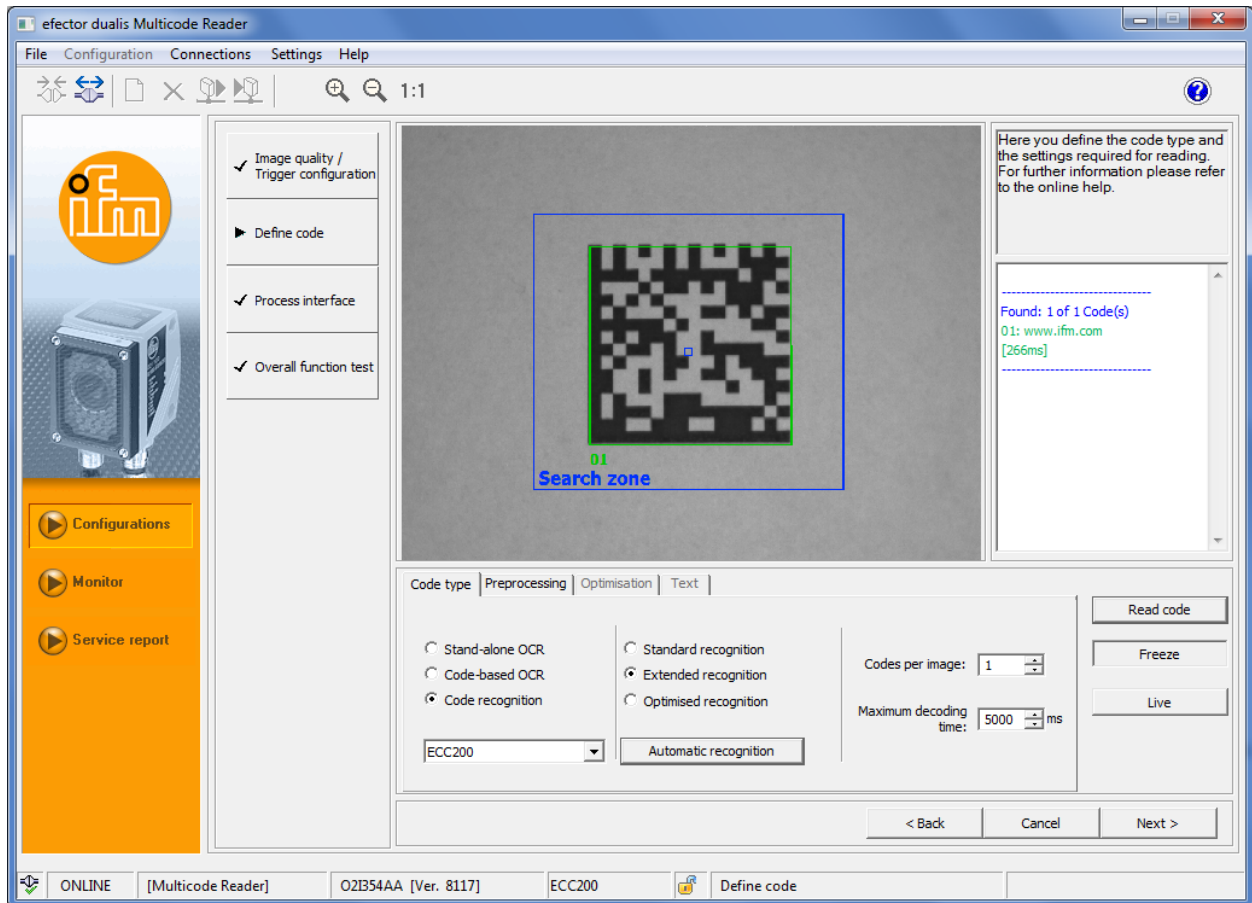 efector dualis Multicode Reader
File Configuration Connections Settings Help
1:1
ifm
Image quality /
Trigger configuration
Define code
Process interface
Overall function test
Configurations
Monitor
Service report
01
Search zone
Here you define the code type and
the settings required for reading.
For further information please refer
to the online help.
------------------------------
Found: 1 of 1 Code(s)
01: www.ifm.com
[266ms]
------------------------------
Code type Preprocessing Optimisation Text
Stand-alone OCR
Code-based OCR
Code recognition
ECC200
Standard recognition
Extended recognition
Optimised recognition
Automatic recognition
Codes per image: 1
Maximum decoding
time: 5000 ms
Read code
Freeze
Live
< Back Cancel Next >
ONLINE [Multicode Reader] O2I354AA [Ver. 8117] ECC200 Define code